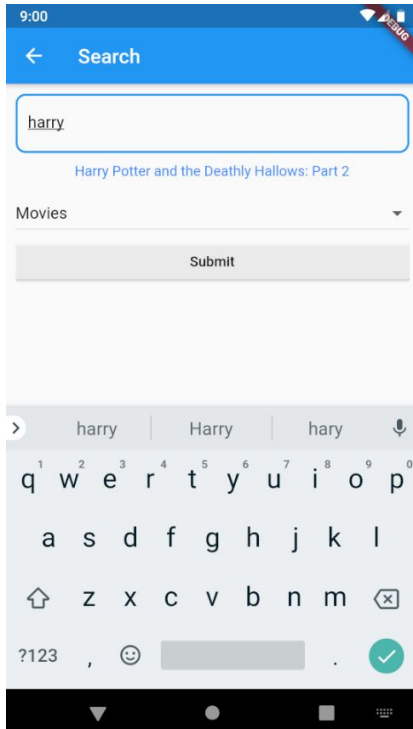 9:00
DEBUG
Search
harry
Harry Potter and the Deathly Hallows: Part 2
Movies
Submit
harry Harry hary
1 2 3 4 5 6 7 8 9 0
q w e r t y u i o p
a s d f g h j k l
z x c v b n m
?123 , .